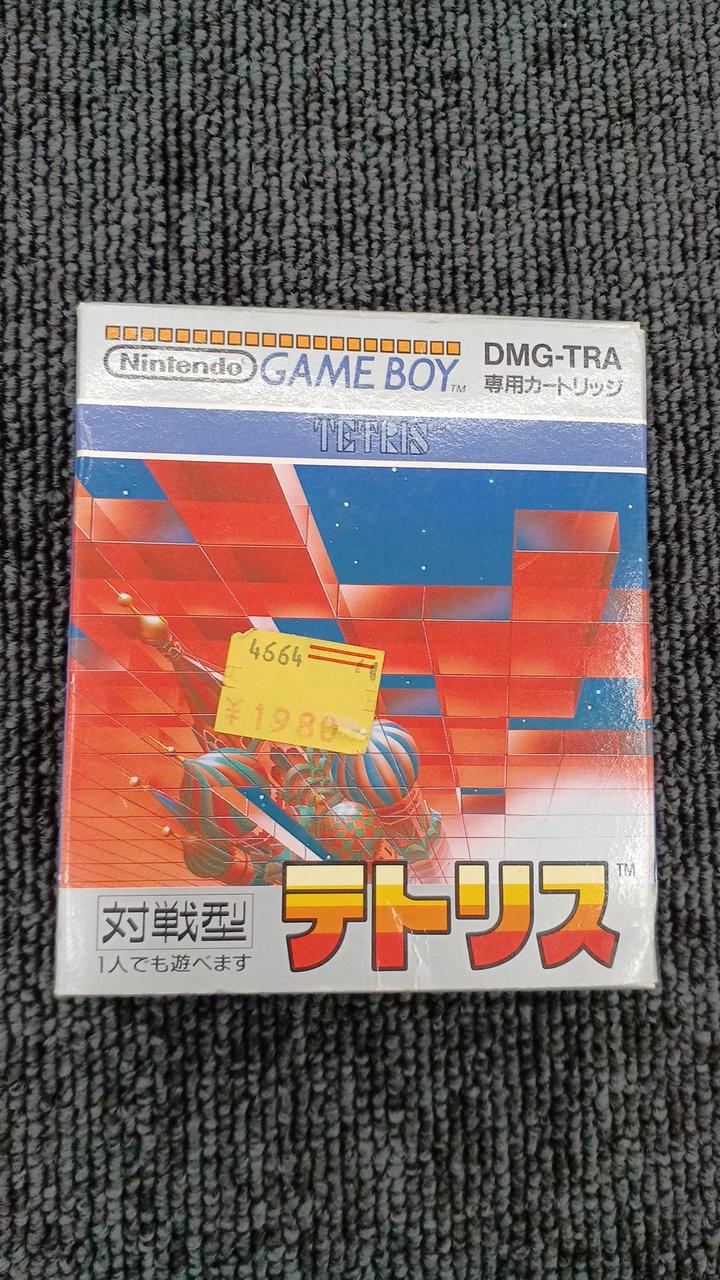 Nintendo GAME BOY™
DMG-TRA
専用カートリッジ
TETRIS
4664
¥1980
対戦型
1人でも遊べます
テトリス™